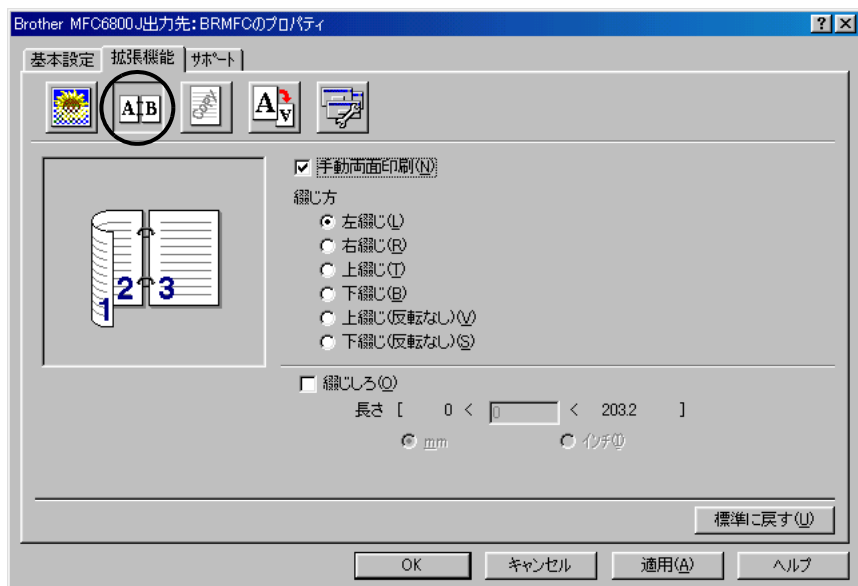 Brother MFC6800J出力先: BRMFCのプロパティ
基本設定 拡張機能 サポート
A B copy A A
手動両面印刷(N)
綴じ方
左綴じ(L)
右綴じ(R)
上綴じ(T)
下綴じ(B)
上綴じ(反転なし)(V)
下綴じ(反転なし)(S)
1 2 3
綴じしろ(O)
長さ [ 0 < 0 < 203.2 ]
mm インチ(I)
標準に戻す(U)
OK キャンセル 適用(A) ヘルプ